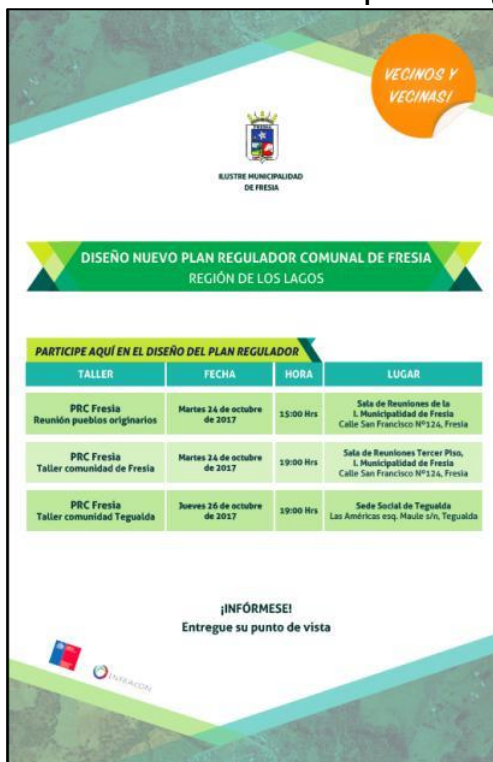 VECINOS Y
VECINAS!
FRESIA
ILUSTRE MUNICIPALIDAD
DE FRESIA
DISEÑO NUEVO PLAN REGULADOR COMUNAL DE FRESIA
REGIÓN DE LOS LAGOS
PARTICIPE AQUÍ EN EL DISEÑO DEL PLAN REGULADOR
TALLER FECHA HORA LUGAR
PRC Fresia
Reunión pueblos originarios
Martes 24 de octubre
de 2017
15:00 Hrs
Sala de Reuniones de la
I. Municipalidad de Fresia
Calle San Francisco Nº124, Fresia
PRC Fresia
Taller comunidad de Fresia
Martes 24 de octubre
de 2017
19:00 Hrs
Sala de Reuniones Tercer Piso,
I. Municipalidad de Fresia
Calle San Francisco Nº124, Fresia
PRC Fresia
Taller comunidad Tegualda
Jueves 26 de octubre
de 2017
19:00 Hrs
Sede Social de Tegualda
Las Américas esq. Maule s/n, Tegualda
¡INFÓRMESE!
Entregue su punto de vista
INFRACON